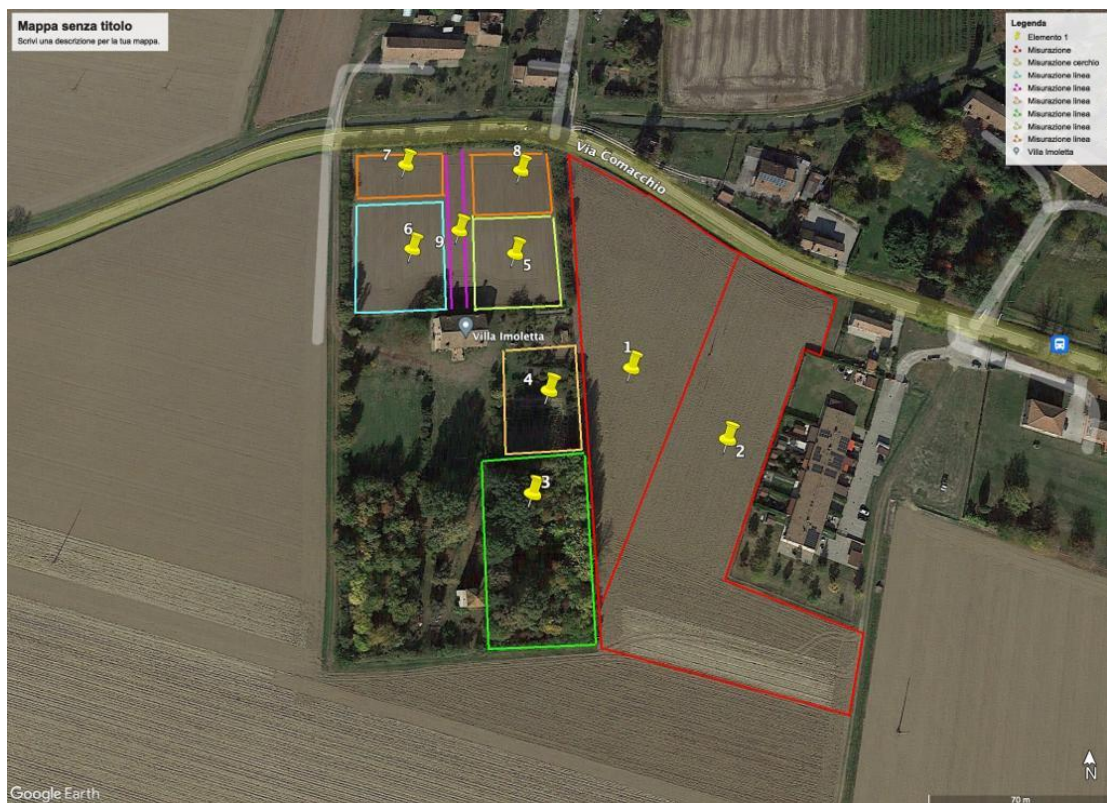 Mappa senza titolo
Scrivi una descrizione per la tua mappa.
Legenda
Elemento 1
Misurazione
Misurazione cerchio
Misurazione linea
Misurazione linea
Misurazione linea
Misurazione linea
Misurazione linea
Misurazione linea
Villa Imoletta
7
8
Via Comacchio
6
9
5
Villa Imoletta
1
4
2
3
N
Google Earth
70 m